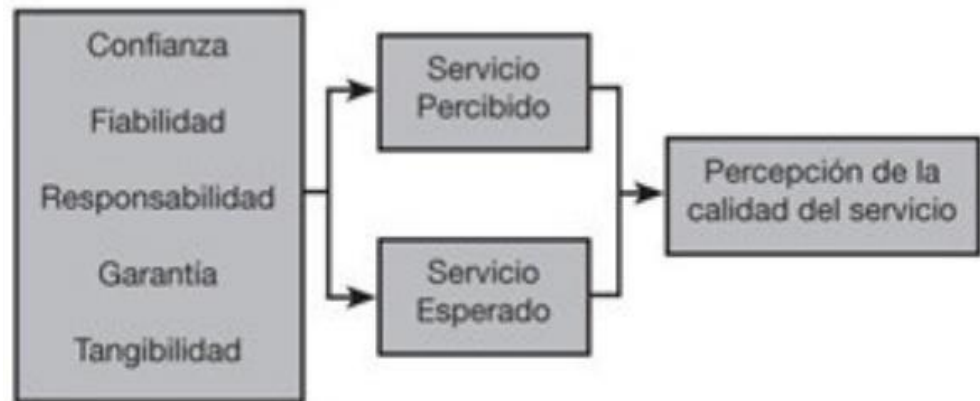 Confianza
Fiabilidad
Responsabilidad
Garantía
Tangibilidad
Servicio
Percibido
Servicio
Esperado
Percepción de la
calidad del servicio